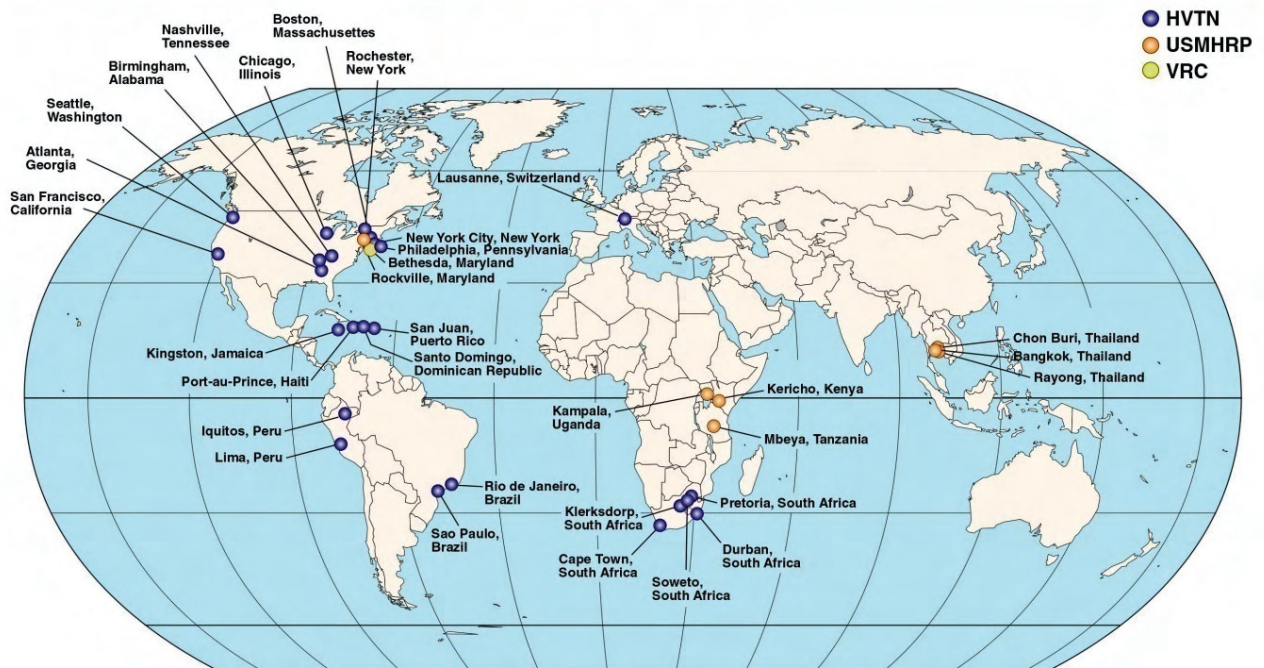 HVTN
USMHRP
VRC
Boston,
Massachusettes
Nashville,
Tennessee
Rochester,
New York
Chicago,
Illinois
Birmingham,
Alabama
Seattle,
Washington
Atlanta,
Georgia
San Francisco,
California
Lausanne, Switzerland
New York City, New York
Philadelphia, Pennsylvania
Bethesda, Maryland
Rockville, Maryland
San Juan,
Puerto Rico
Kingston, Jamaica
Santo Domingo,
Dominican Republic
Port-au-Prince, Haiti
Chon Buri, Thailand
Bangkok, Thailand
Rayong, Thailand
Kericho, Kenya
Kampala,
Uganda
Mbeya, Tanzania
Iquitos, Peru
Lima, Peru
Rio de Janeiro,
Brazil
Sao Paulo,
Brazil
Pretoria, South Africa
Klerksdorp,
South Africa
Durban,
South Africa
Cape Town,
South Africa
Soweto,
South Africa